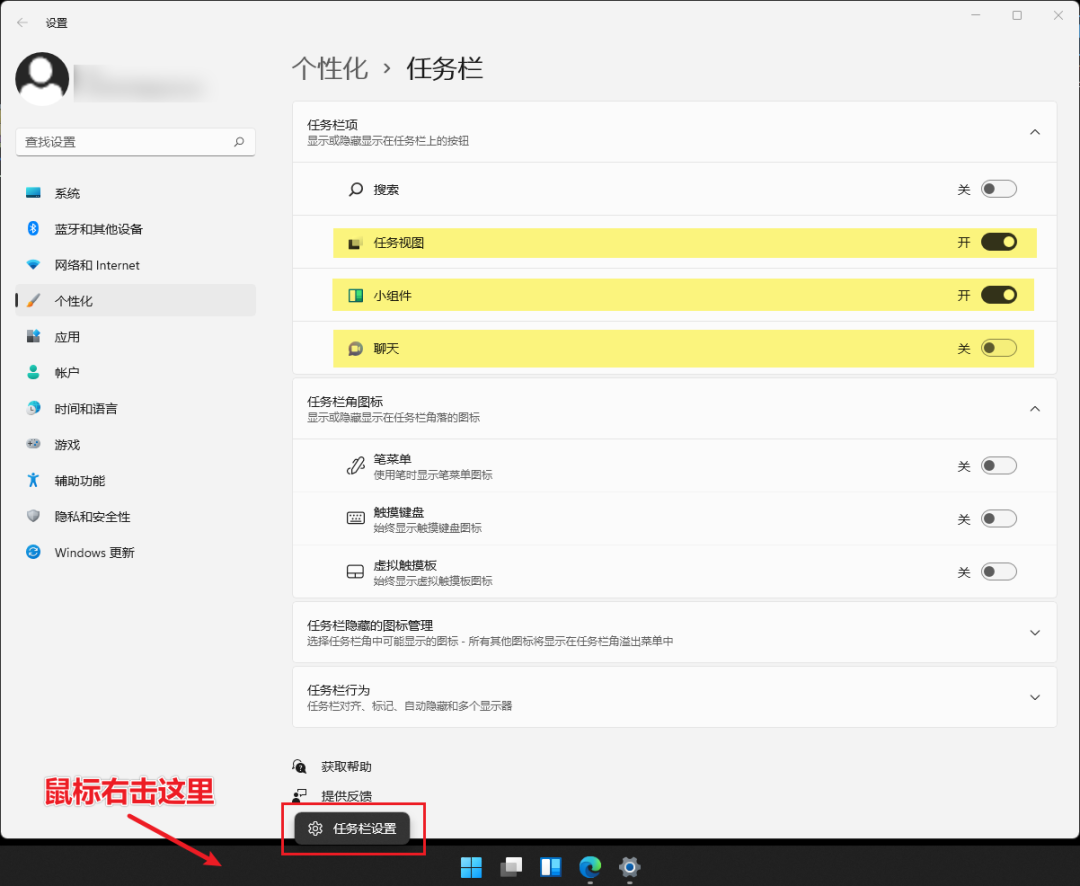 设置
个性化 › 任务栏
查找设置
系统
蓝牙和其他设备
网络和 Internet
个性化
应用
帐户
时间和语言
游戏
辅助功能
隐私和安全性
Windows 更新
任务栏项
显示或隐藏显示在任务栏上的按钮
搜索 关
任务视图 开
小组件 开
聊天 关
任务栏角图标
显示或隐藏显示在任务栏角落的图标
笔菜单 关
使用笔时显示笔菜单图标
触摸键盘 关
始终显示触摸键盘图标
虚拟触摸板 关
始终显示虚拟触摸板图标
任务栏隐藏的图标管理
选择任务栏角中可能显示的图标 - 所有其他图标将显示在任务栏角溢出菜单中
任务栏行为
任务栏对齐、标记、自动隐藏和多个显示器
获取帮助
提供反馈
鼠标右击这里
任务栏设置